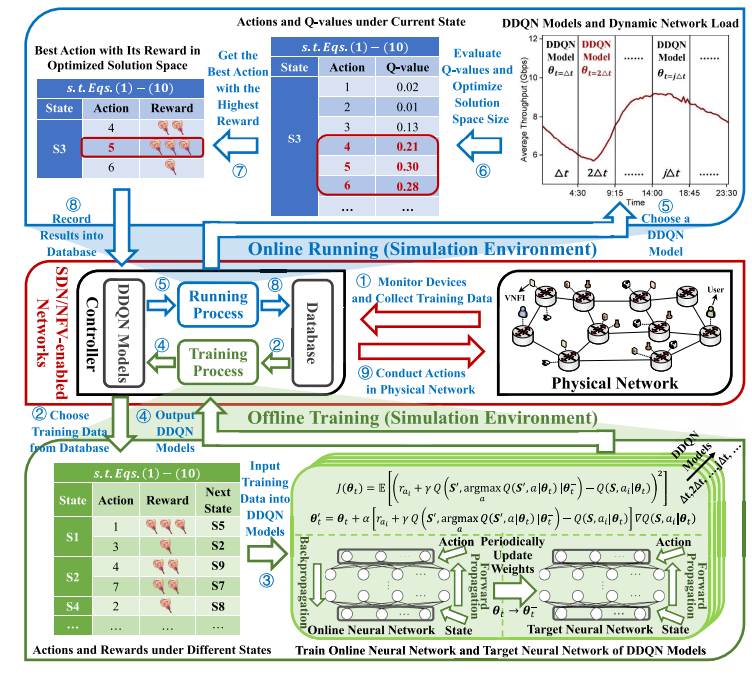 Best Action with Its Reward in
Optimized Solution Space
s.t.Eqs.(1)−(10)
State Action Reward
S3
4
5
6
Get the
Best Action
with the
Highest
Reward
⑦
Actions and Q-values under Current State
s.t.Eqs.(1)−(10)
State Action Q-value
S3
1 0.02
2 0.01
3 0.13
4 0.21
5 0.30
6 0.28
... ...
Evaluate
Q-values and
Optimize
Solution
Space Size
⑥
DDQN Models and Dynamic Network Load
Average Throughput (Gbps)
12
10
8
6
DDQN
Model
θt=Δt
DDQN
Model
θt=2Δt
......
DDQN
Model
θt=jΔt
......
Δt 2Δt ...... jΔt ......
4:30 9:15 14:00 18:45 23:30
Time
⑧
Record
Results into
Database
⑤
Choose a
DDQN
Model
Online Running (Simulation Environment)
SDN/NFV-enabled
Networks
Controller
DDQN Models
⑤
Running
Process
⑧
④
Training
Process
②
Database
① Monitor Devices
and Collect Training Data
⑨ Conduct Actions
in Physical Network
VNFI
User
Physical Network
② Choose
Training Data
from Database
④ Output
DDQN
Models
Offline Training (Simulation Environment)
s.t.Eqs.(1)−(10)
State Action Reward Next
State
S1
1 S5
3 S2
S2
4 S9
7 S7
S4 2 S8
... ... ... ...
Actions and Rewards under Different States
Input
Training
Data into
DDQN
Models
③
DDQN
Models
Δt,2Δt, ...,jΔt, ...
J(θt) = 𝔼[(rai + γ Q(S′, argmax a Q(S′, a|θt) |θt−) − Q(S, ai|θt))2]
θ′t = θt + α[rai + γ Q(S′, argmax a Q(S′, a|θt) |θt−) − Q(S, ai|θt)]∇Q(S, ai|θt)
Backpropagation
Action
Forward Propagation
State
Online Neural Network
Periodically
Update
Weights
θt → θt−
Action
Forward Propagation
State
Target Neural Network
Train Online Neural Network and Target Neural Network of DDQN Models